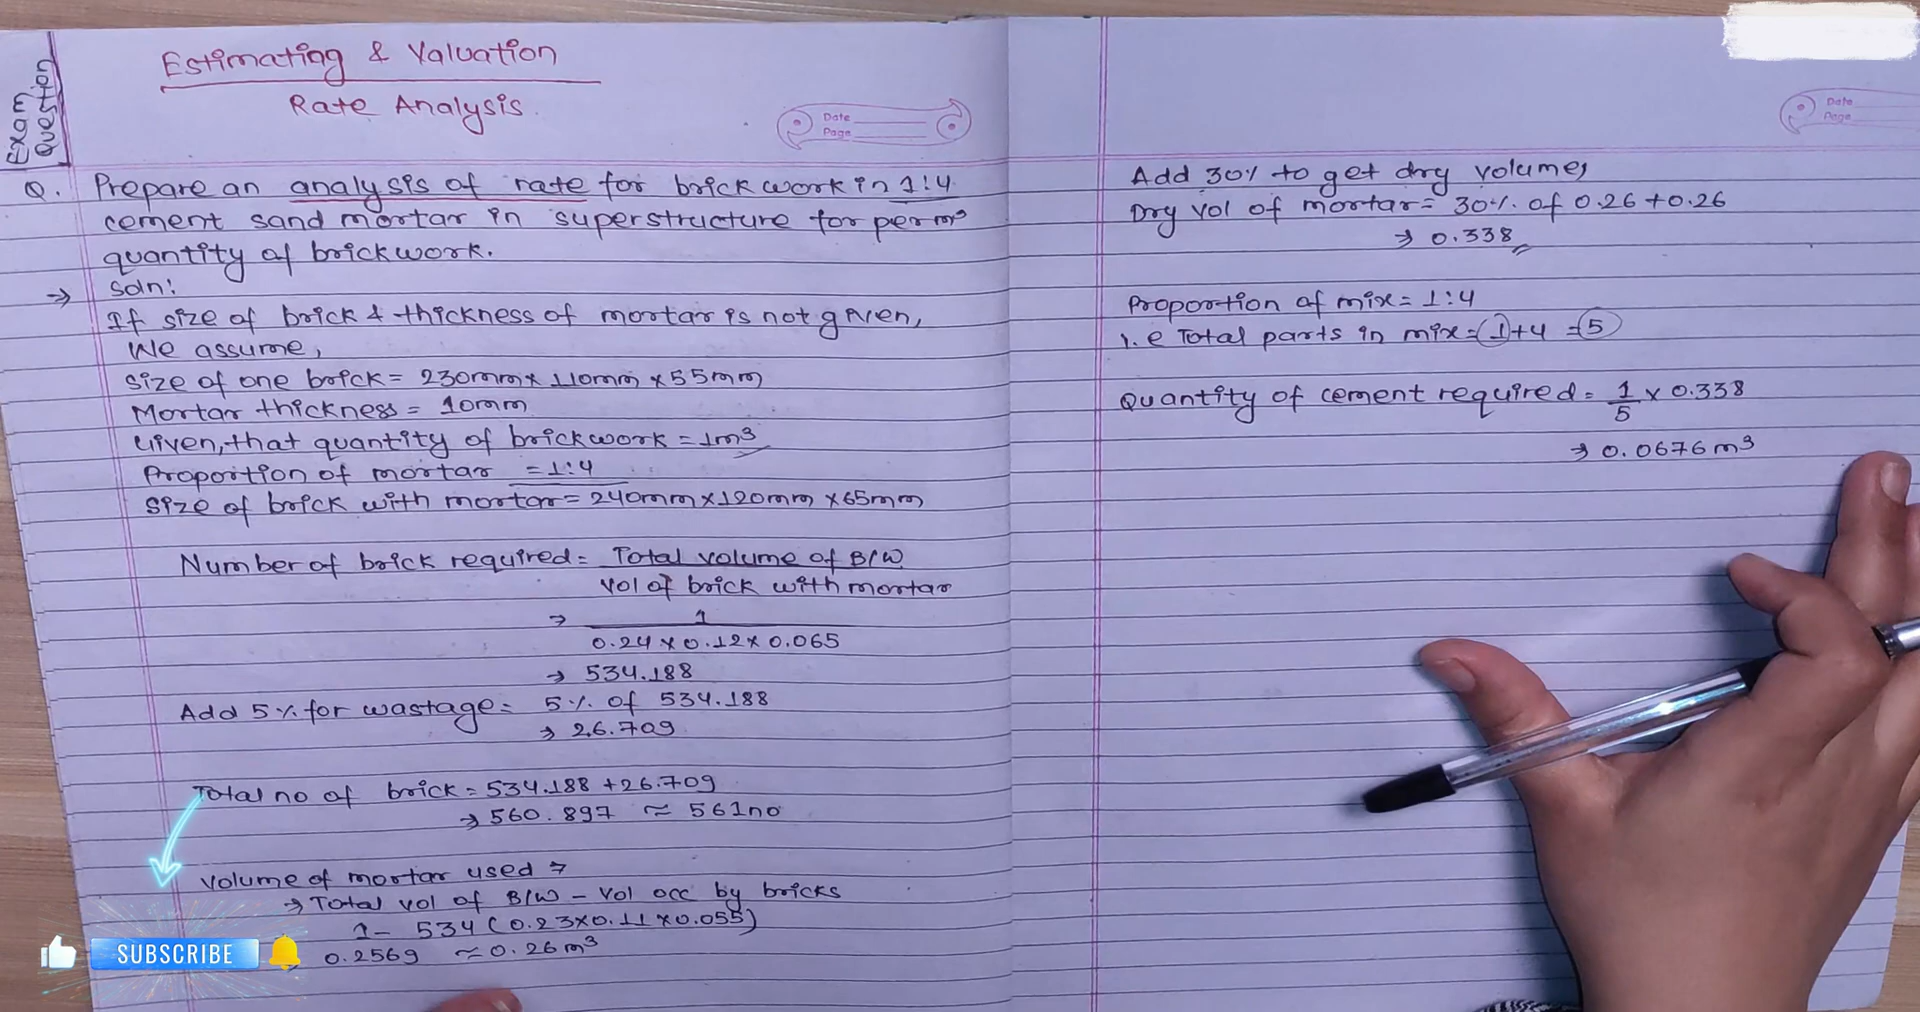 Exam
Question
Estimating & Valuation
Rate Analysis.
Date
Page
Q. Prepare an analysis of rate for brick work in 1:4
cement sand mortar in superstructure for per m³
quantity of brickwork.
→ Soln:
If size of brick & thickness of mortar is not given,
We assume,
Size of one brick = 230mm x 110mm x 55mm
Mortar thickness = 10mm
Given, that quantity of brickwork = 1m³
Proportion of mortar = 1:4
Size of brick with mortar = 240mm x 120mm x 65mm
Number of brick required = Total volume of B/W
Vol of brick with mortar
→ 1
0.24 x 0.12 x 0.065
→ 534.188
Add 5% for wastage = 5% of 534.188
→ 26.709
Total no of brick = 534.188 + 26.709
→ 560.897 ≈ 561no
Volume of mortar used →
→ Total vol of B/W - Vol occ by bricks
1 - 534 (0.23x0.11x0.055)
0.2569 ≈ 0.26m³
SUBSCRIBE
Date
Page
Add 30% to get dry volume,
Dry vol of mortar = 30% of 0.26 + 0.26
→ 0.338
Proportion of mix = 1:4
i.e Total parts in mix = 1+4 = 5
Quantity of cement required = 1/5 x 0.338
→ 0.0676m³